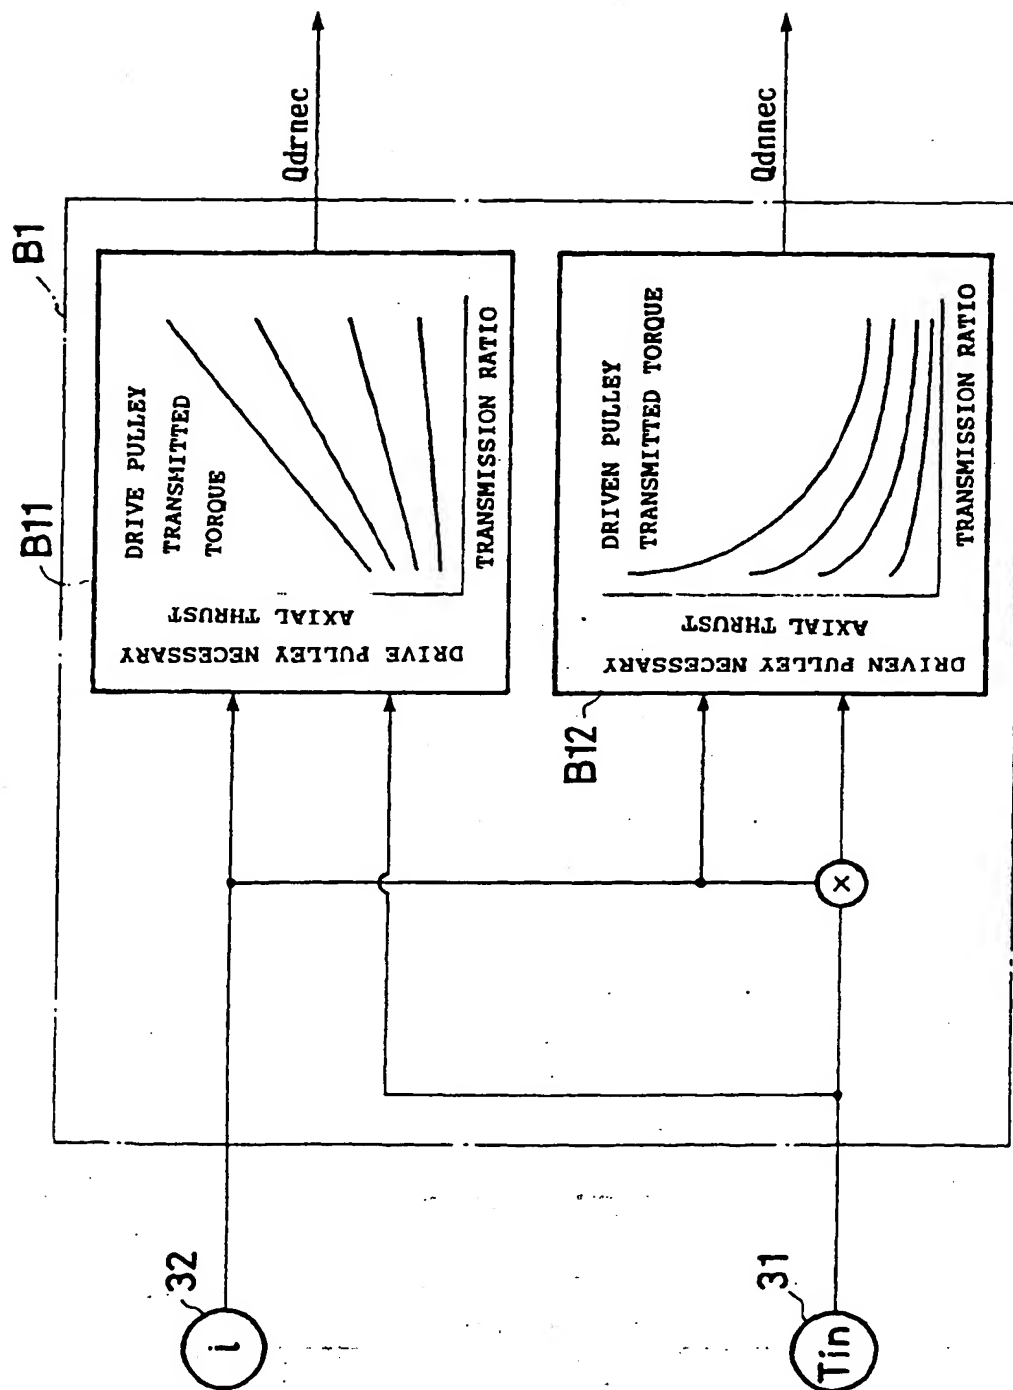 B1
B11
DRIVE PULLEY
TRANSMITTED
TORQUE
DRIVE PULLEY NECESSARY
AXIAL THRUST
TRANSMISSION RATIO
Qdrnec
B12
DRIVEN PULLEY
TRANSMITTED TORQUE
DRIVEN PULLEY NECESSARY
AXIAL THRUST
TRANSMISSION RATIO
Qdnnec
32
i
×
31
Tin